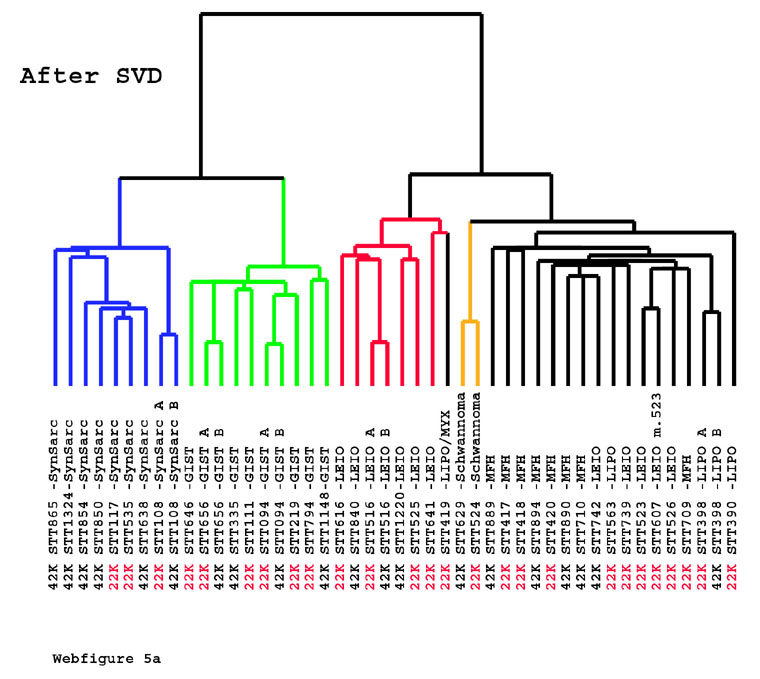 After SVD
42K STT865 -SynSarc
42K STT1324-SynSarc
42K STT854 -SynSarc
42K STT850 -SynSarc
22K STT117 -SynSarc
22K STT535 -SynSarc
42K STT638 -SynSarc
22K STT108 -SynSarc A
42K STT108 -SynSarc B
22K STT646 -GIST
22K STT656 -GIST A
42K STT656 -GIST B
42K STT335 -GIST
22K STT111 -GIST
22K STT094 -GIST A
42K STT094 -GIST B
22K STT219 -GIST
22K STT794 -GIST
42K STT1148-GIST
22K STT616 -LEIO
42K STT840 -LEIO
22K STT516 -LEIO A
42K STT516 -LEIO B
42K STT1220-LEIO
22K STT525 -LEIO
22K STT641 -LEIO
22K STT419 -LIPO/MYX
42K STT629 -Schwannoma
22K STT524 -Schwannoma
42K STT889 -MFH
22K STT417 -MFH
22K STT418 -MFH
42K STT894 -MFH
22K STT420 -MFH
42K STT890 -MFH
42K STT710 -MFH
42K STT742 -LEIO
22K STT563 -LIPO
22K STT739 -LEIO
22K STT523 -LEIO
22K STT607 -LEIO m.523
22K STT526 -LEIO
22K STT709 -MFH
22K STT398 -LIPO A
42K STT398 -LIPO B
22K STT390 -LIPO
Webfigure 5a